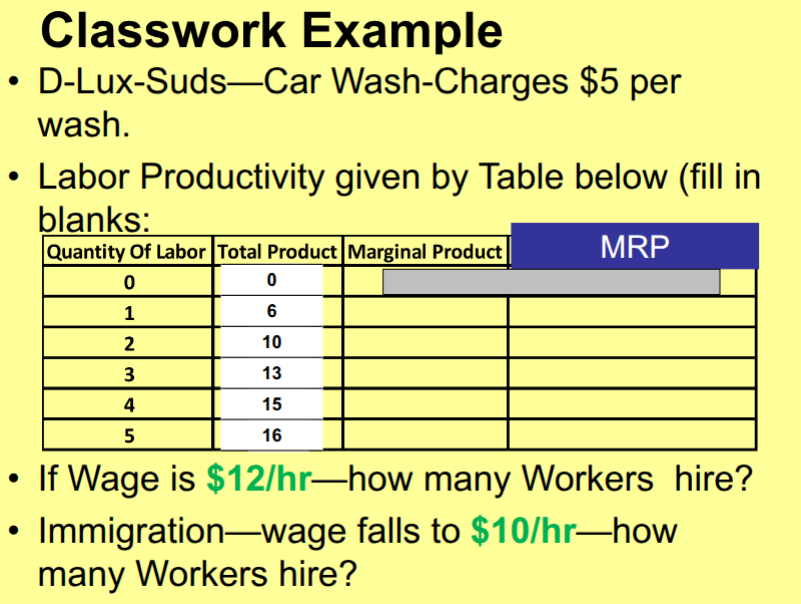 Classwork Example
• D-Lux-Suds—Car Wash-Charges $5 per
wash.
• Labor Productivity given by Table below (fill in
blanks:
Quantity Of Labor Total Product Marginal Product MRP
0 0
1 6
2 10
3 13
4 15
5 16
• If Wage is $12/hr—how many Workers hire?
• Immigration—wage falls to $10/hr—how
many Workers hire?